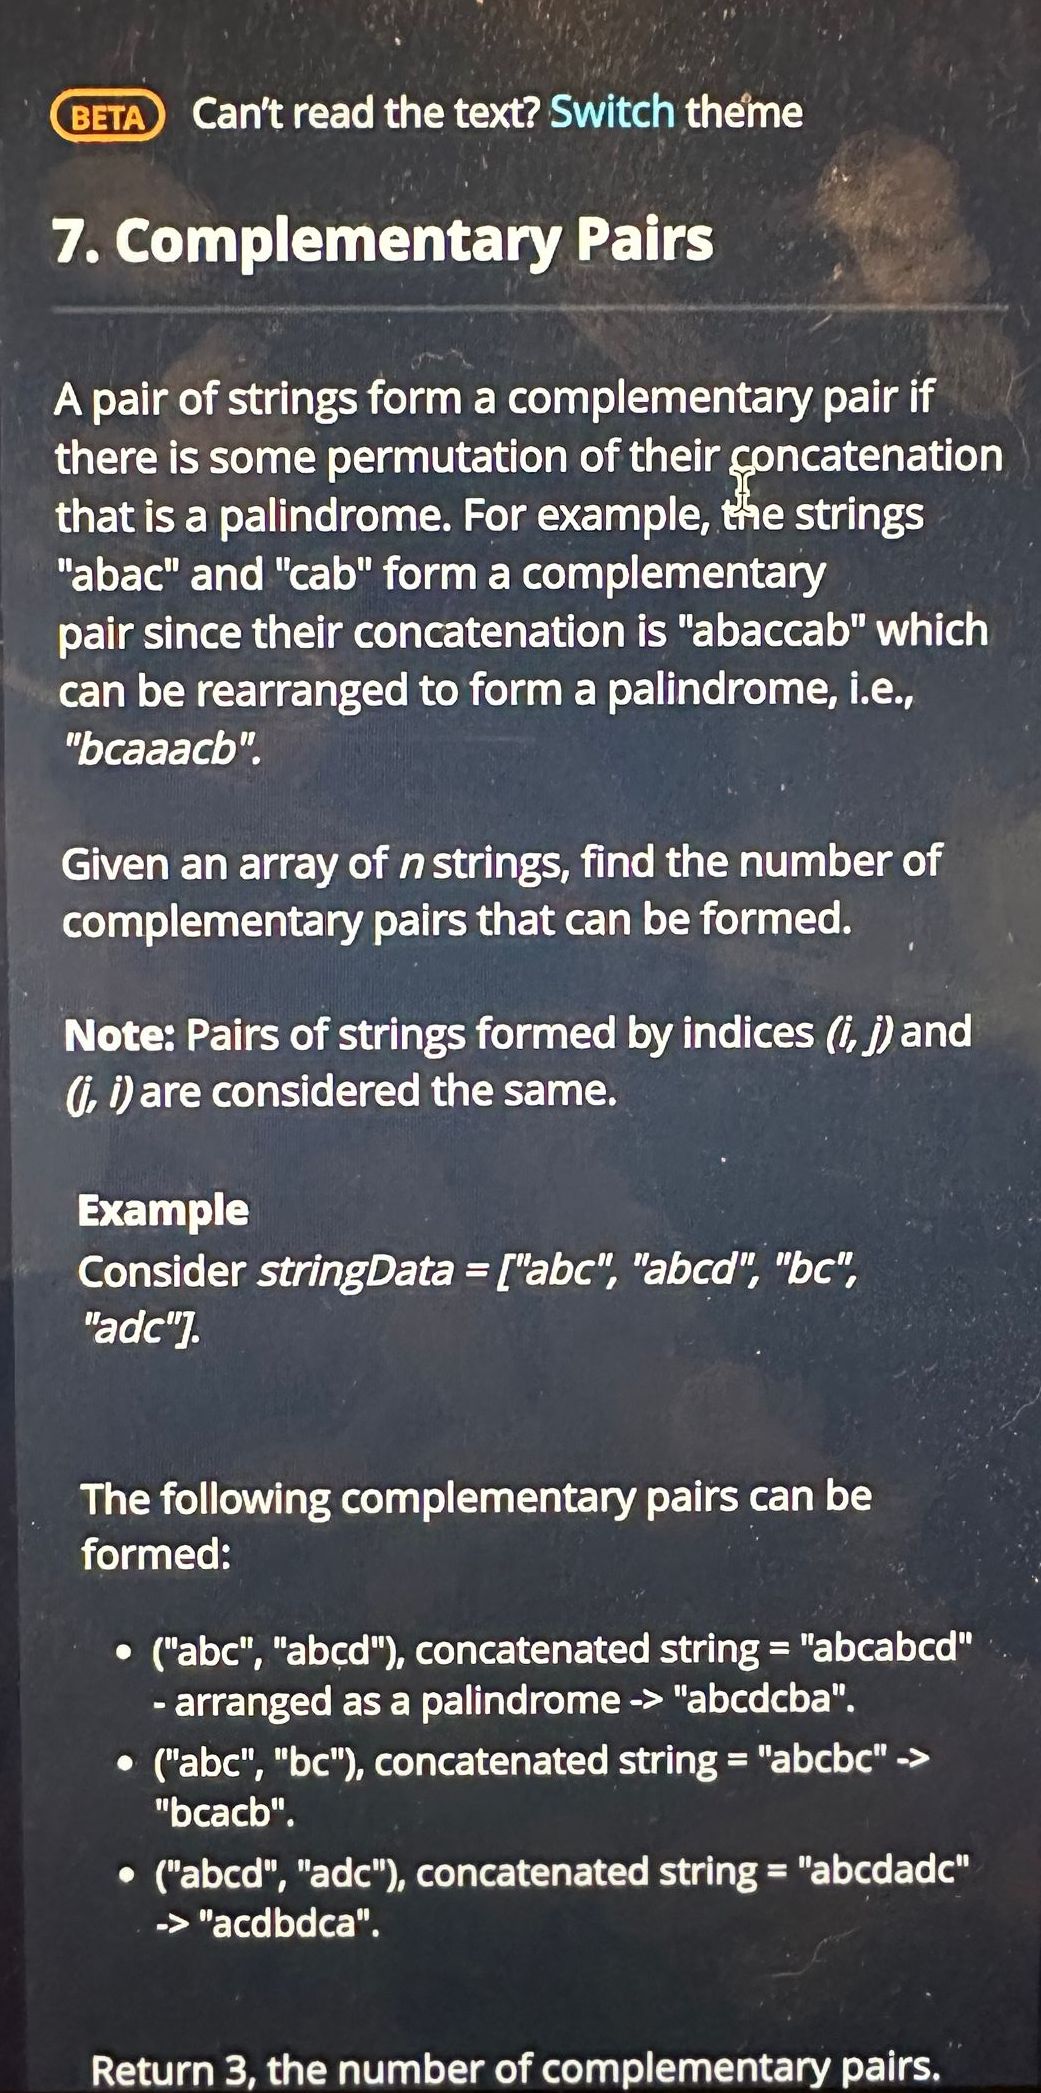 BETA Can't read the text? Switch theme
7. Complementary Pairs
A pair of strings form a complementary pair if
there is some permutation of their concatenation
that is a palindrome. For example, the strings
"abac" and "cab" form a complementary
pair since their concatenation is "abaccab" which
can be rearranged to form a palindrome, i.e.,
"bcaaacb".
Given an array of n strings, find the number of
complementary pairs that can be formed.
Note: Pairs of strings formed by indices (i, j) and
(j, i) are considered the same.
Example
Consider stringData = ["abc", "abcd", "bc",
"adc"].
The following complementary pairs can be
formed:
• ("abc", "abcd"), concatenated string = "abcabcd"
- arranged as a palindrome -> "abcdcba".
• ("abc", "bc"), concatenated string = "abcbc" ->
"bcacb".
• ("abcd", "adc"), concatenated string = "abcdadc"
-> "acdbdca".
Return 3, the number of complementary pairs.